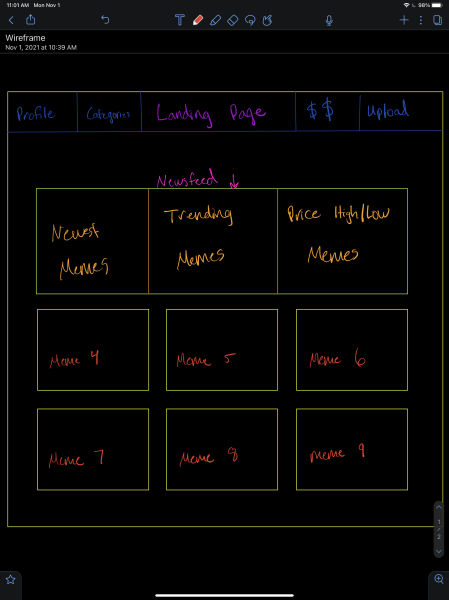 11:01 AM Mon Nov 1
98%
Wireframe
Nov 1, 2021 at 10:39 AM
Profile
Categories
Landing Page
$$
Upload
Newsfeed ↓
Newest
Memes
Trending
Memes
Price High/Low
Memes
Meme 4
Meme 5
Meme 6
Meme 7
Meme 8
Meme 9
1
/
2